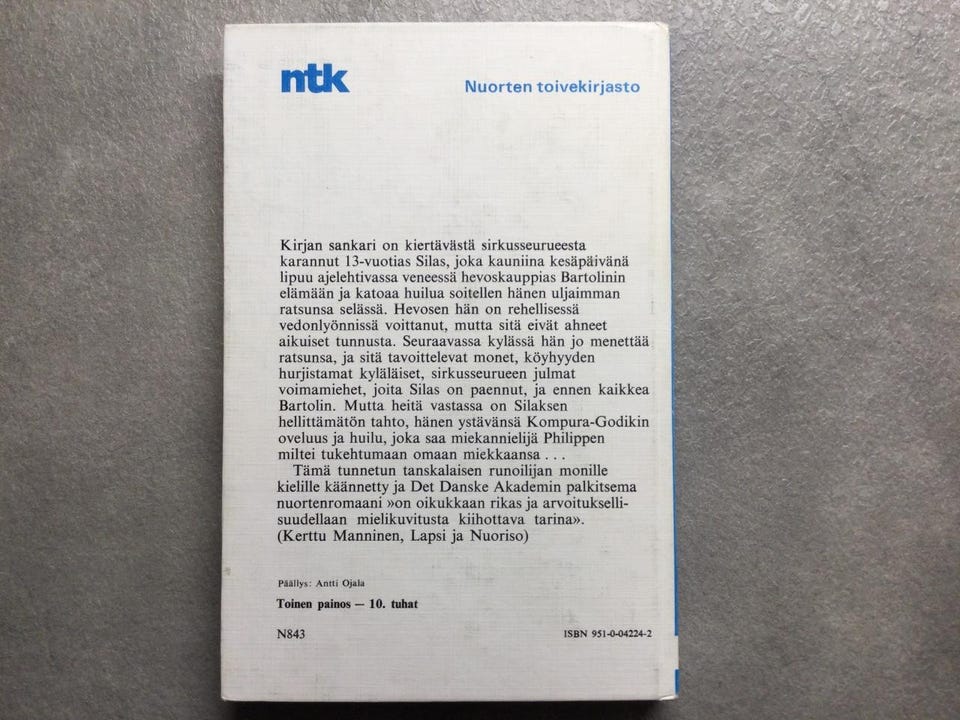 ntk
Nuorten toivekirjasto
Kirjan sankari on kiertävästä sirkusseurueesta
karannut 13-vuotias Silas, joka kauniina kesäpäivänä
lipuu ajelehtivassa veneessä hevoskauppias Bartolinin
elämään ja katoaa huilua soitellen hänen uljaimman
ratsunsa selässä. Hevosen hän on rehellisessä
vedonlyönnissä voittanut, mutta sitä eivät ahneet
aikuiset tunnusta. Seuraavassa kylässä hän jo menettää
ratsunsa, ja sitä tavoittelevat monet, köyhyyden
hurjistamat kyläläiset, sirkusseurueen julmat
voimamiehet, joita Silas on paennut, ja ennen kaikkea
Bartolin. Mutta heitä vastassa on Silaksen
hellittämätön tahto, hänen ystävänsä Kompura-Godikin
oveluus ja huilu, joka saa miekannielijä Philippen
miltei tukehtumaan omaan miekkaansa . . .
Tämä tunnetun tanskalaisen runoilijan monille
kielille käännetty ja Det Danske Akademin palkitsema
nuortenromaani »on oikukkaan rikas ja arvoitukselli-
suudellaan mielikuvitusta kiihottava tarina».
(Kerttu Manninen, Lapsi ja Nuoriso)
Päällys: Antti Ojala
Toinen painos — 10. tuhat
N843
ISBN 951-0-04224-2